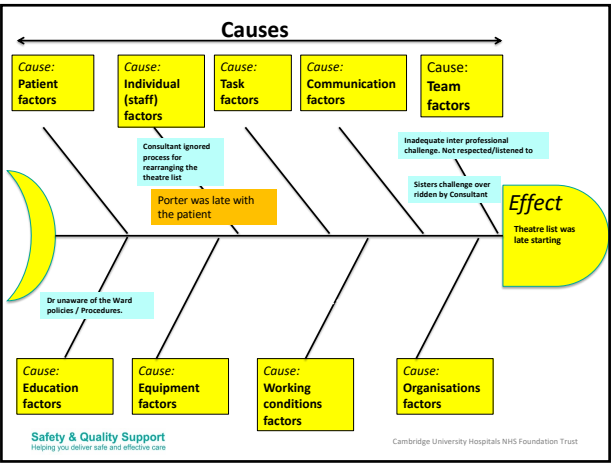 Causes
Cause:
Patient
factors
Cause:
Individual
(staff)
factors
Cause:
Task
factors
Cause:
Communication
factors
Cause:
Team
factors
Consultant ignored
process for
rearranging the
theatre list
Inadequate inter professional
challenge. Not respected/listened to
Porter was late with
the patient
Sisters challenge over
ridden by Consultant
Effect
Theatre list was
late starting
Dr unaware of the Ward
policies / Procedures.
Cause:
Education
factors
Cause:
Equipment
factors
Cause:
Working
conditions
factors
Cause:
Organisations
factors
Safety & Quality Support
Helping you deliver safe and effective care
Cambridge University Hospitals NHS Foundation Trust